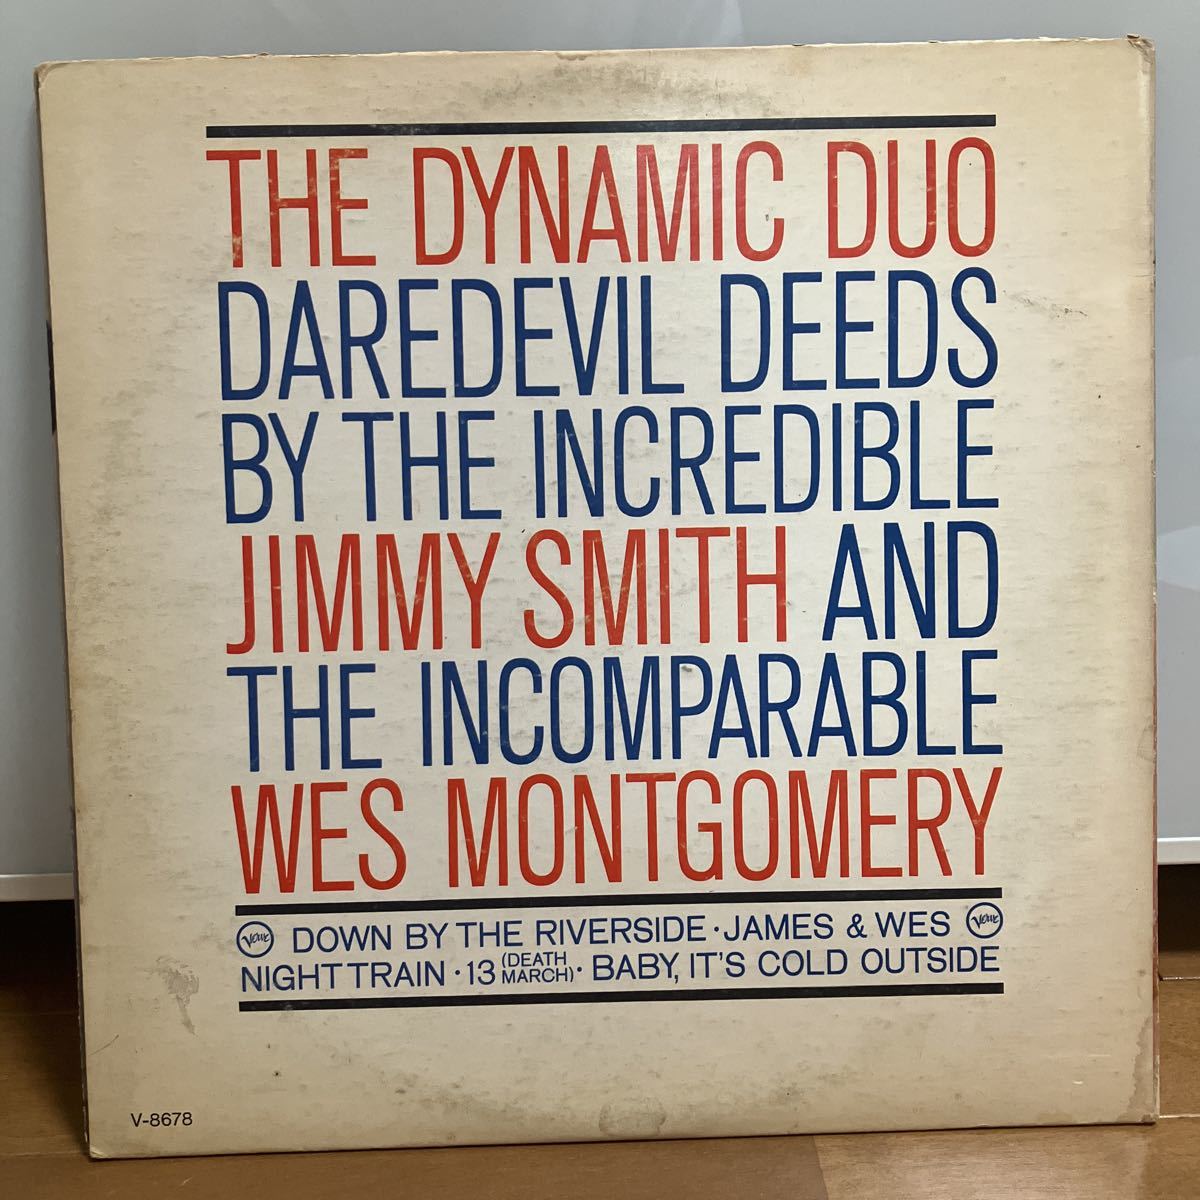 THE DYNAMIC DUO
DAREDEVIL DEEDS
BY THE INCREDIBLE
JIMMY SMITH AND
THE INCOMPARABLE
WES MONTGOMERY
Verve DOWN BY THE RIVERSIDE · JAMES & WES Verve
NIGHT TRAIN · 13 (DEATH MARCH) · BABY, IT'S COLD OUTSIDE
V-8678